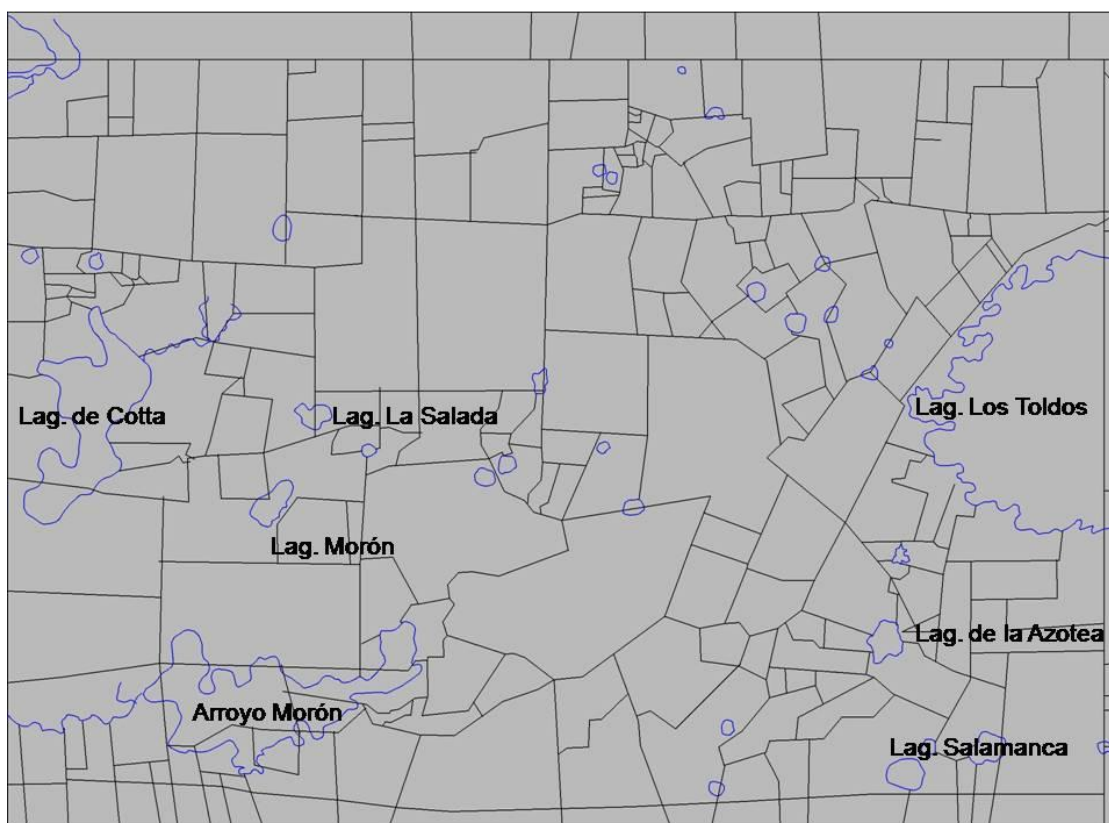 Lag. de Cotta
Lag. La Salada
Lag. Los Toldos
Lag. Morón
Lag. de la Azotea
Arroyo Morón
Lag. Salamanca